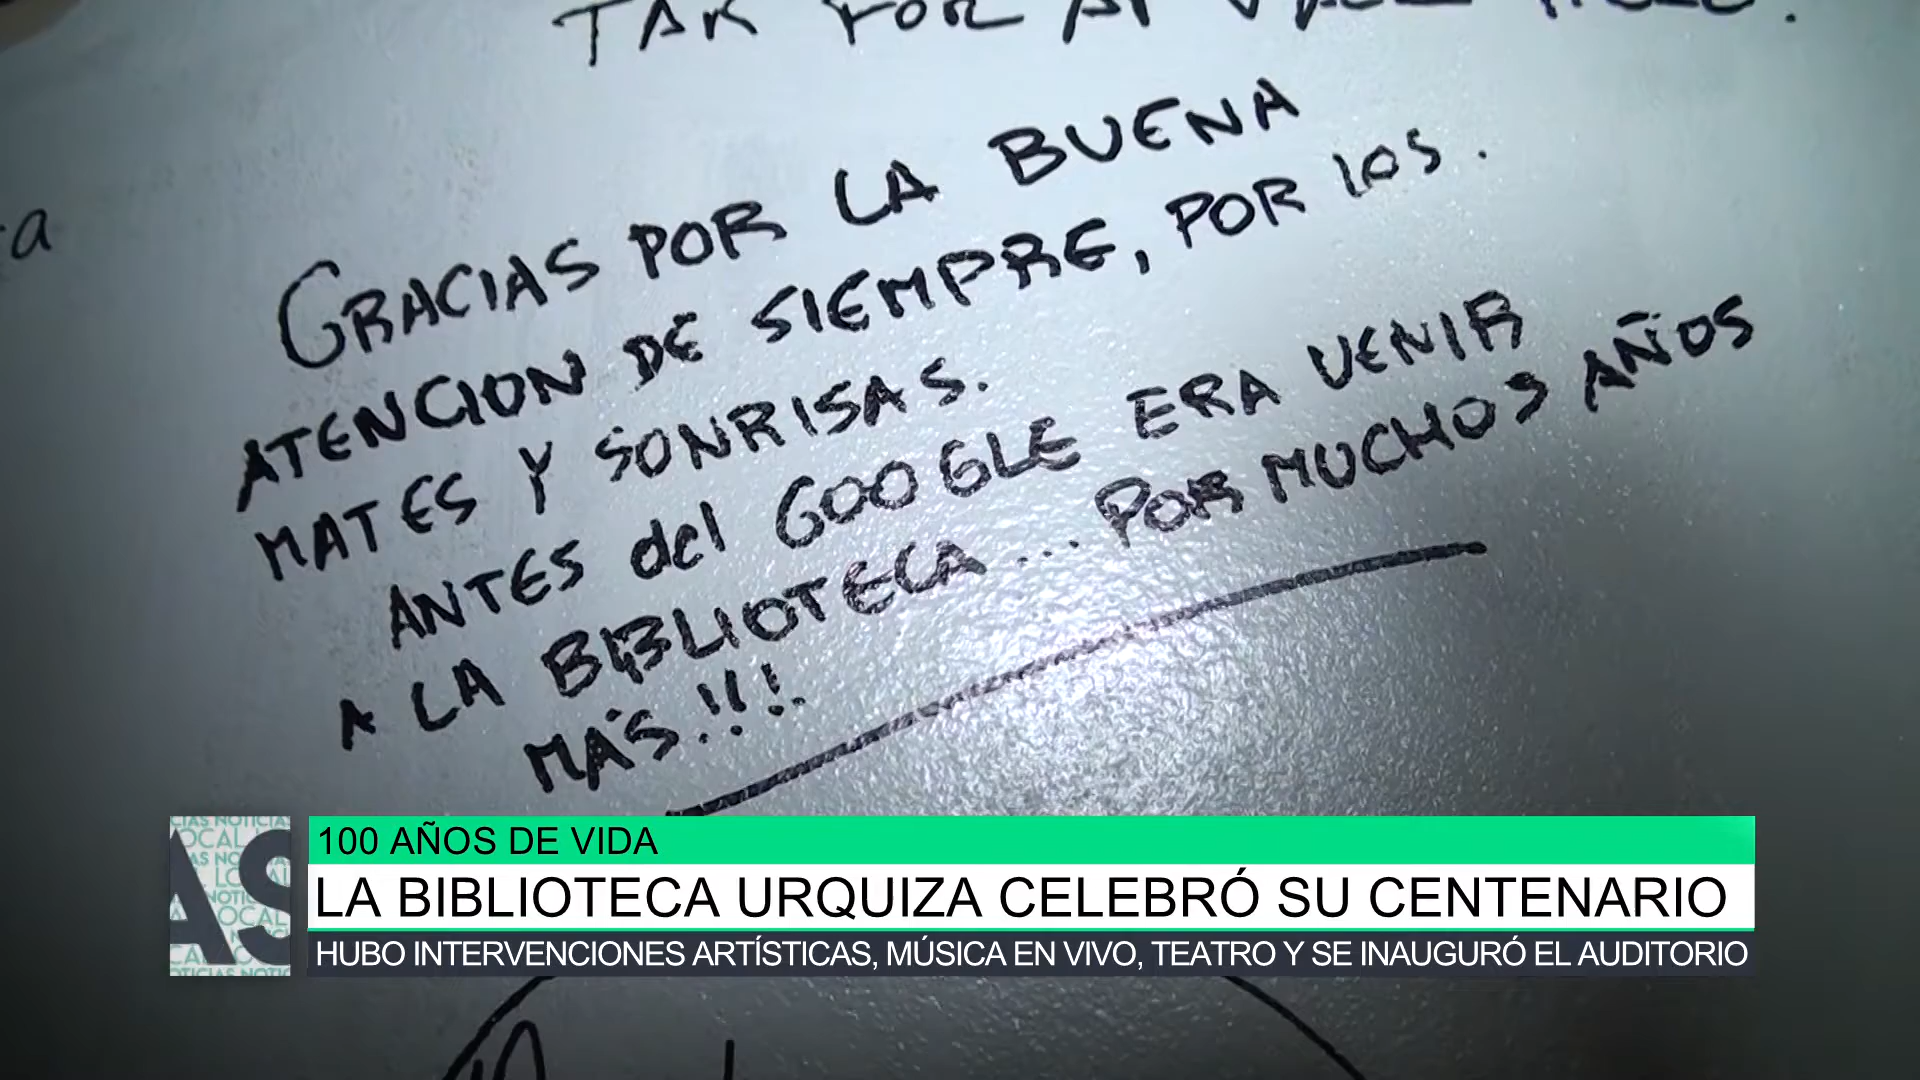 GRACIAS POR LA BUENA
ATENCION DE SIEMPRE, POR LOS.
MATES Y SONRISAS.
ANTES del GOOGLE ERA VENIR
A LA BIBLIOTECA... POR MUCHOS AÑOS
MÁS!!!
100 AÑOS DE VIDA
LA BIBLIOTECA URQUIZA CELEBRÓ SU CENTENARIO
HUBO INTERVENCIONES ARTÍSTICAS, MÚSICA EN VIVO, TEATRO Y SE INAUGURÓ EL AUDITORIO